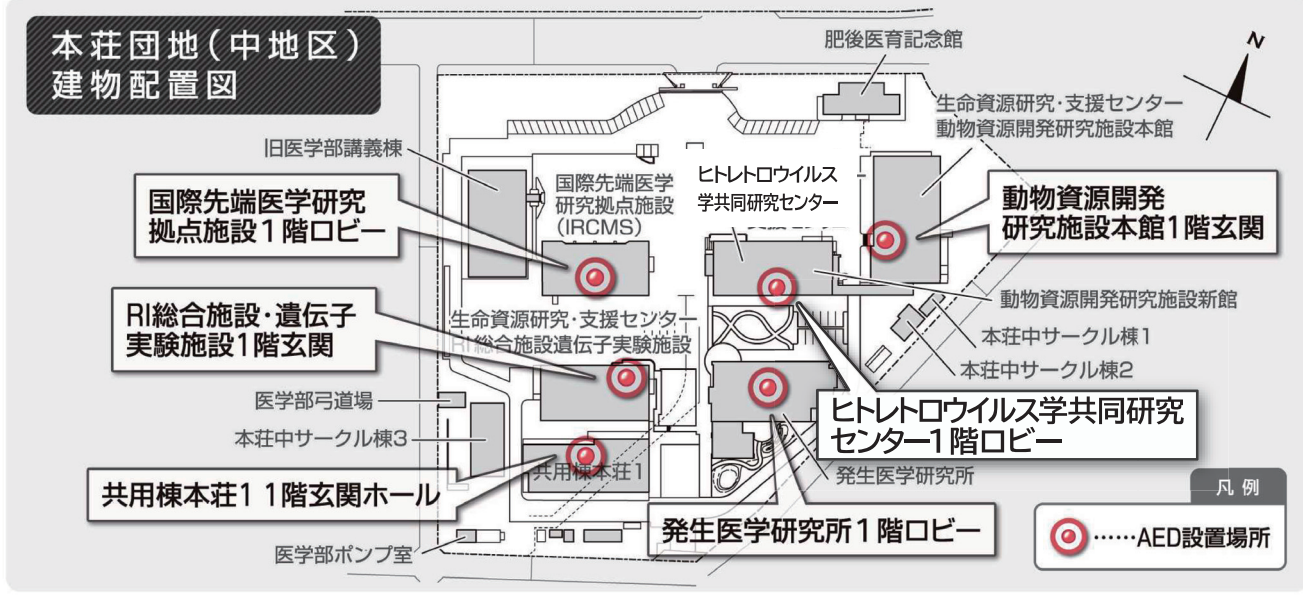 本荘団地(中地区)
建物配置図
肥後医育記念館
N
生命資源研究・支援センター
動物資源開発研究施設本館
旧医学部講義棟
国際先端医学研究
拠点施設1階ロビー
国際先端医学
研究拠点施設
(IRCMS)
ヒトレトロウイルス
学共同研究センター
動物資源開発
研究施設本館1階玄関
動物資源開発研究施設新館
RI総合施設・遺伝子
実験施設1階玄関
生命資源研究・支援センター
RI総合施設遺伝子実験施設
本荘中サークル棟1
本荘中サークル棟2
医学部弓道場
本荘中サークル棟3
ヒトレトロウイルス学共同研究
センター1階ロビー
共用棟本荘1
発生医学研究所
共用棟本荘1 1階玄関ホール
発生医学研究所1階ロビー
医学部ポンプ室
凡例
……AED設置場所